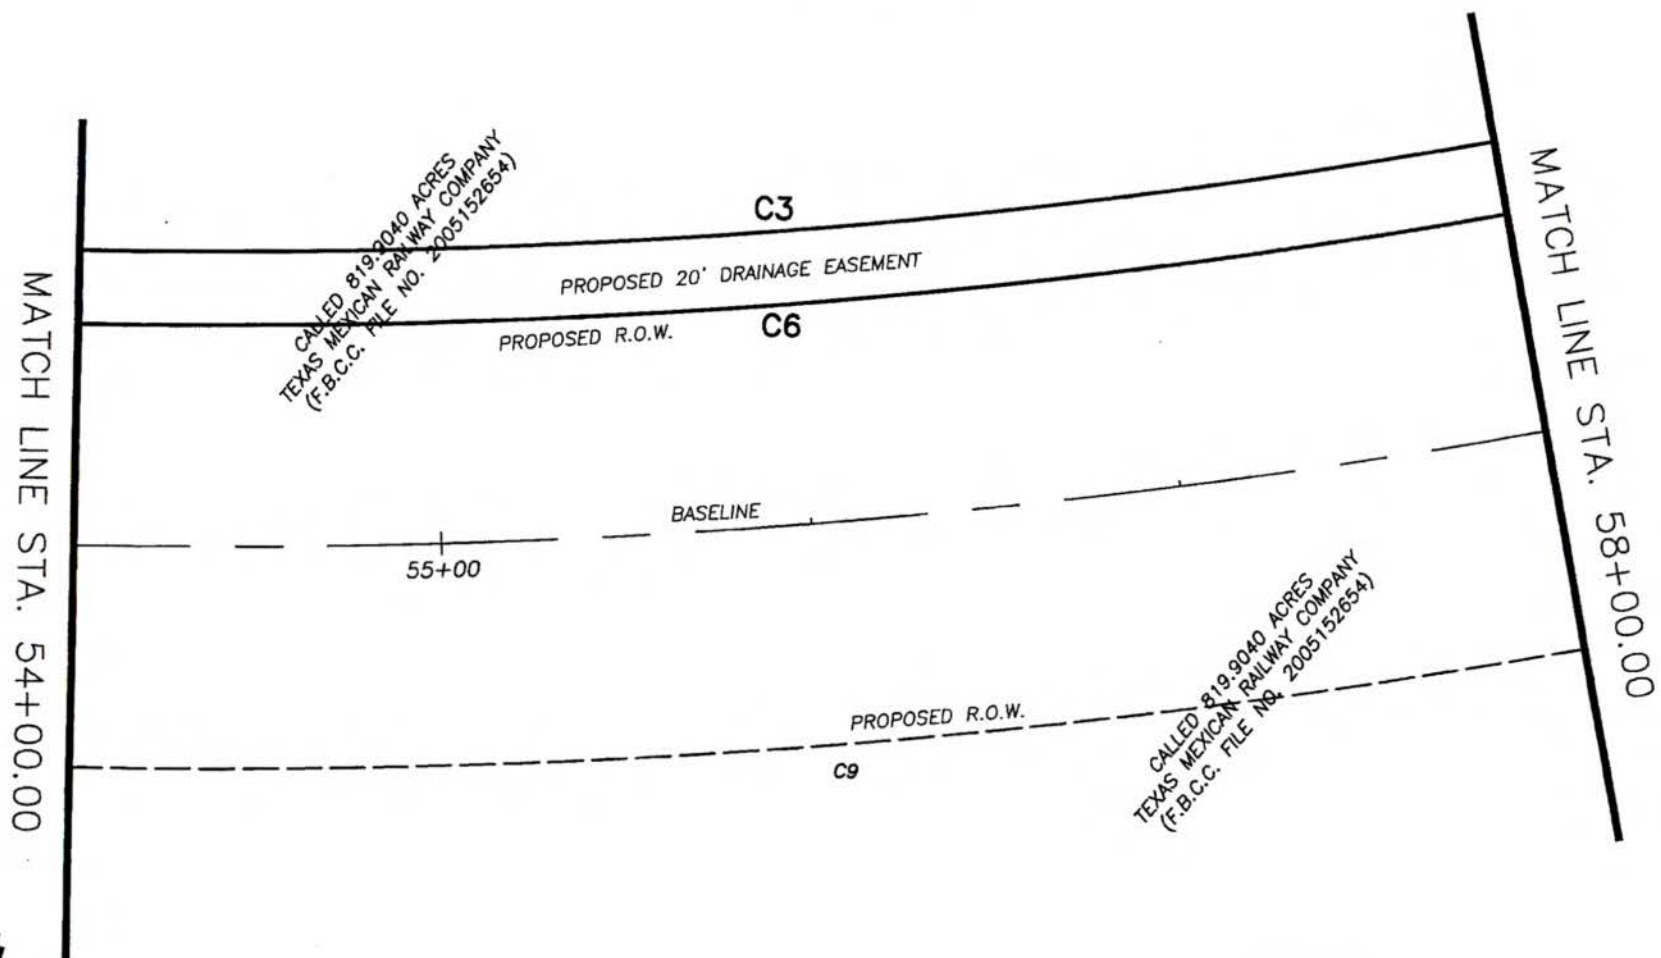 MATCH LINE STA. 54+00.00
CALLED 819.9040 ACRES
TEXAS MEXICAN RAILWAY COMPANY
(F.B.C.C. FILE NO. 2005152654)
C3
PROPOSED 20' DRAINAGE EASEMENT
PROPOSED R.O.W.
C6
BASELINE
55+00
PROPOSED R.O.W.
C9
CALLED 819.9040 ACRES
TEXAS MEXICAN RAILWAY COMPANY
(F.B.C.C. FILE NO. 2005152654)
MATCH LINE STA. 58+00.00